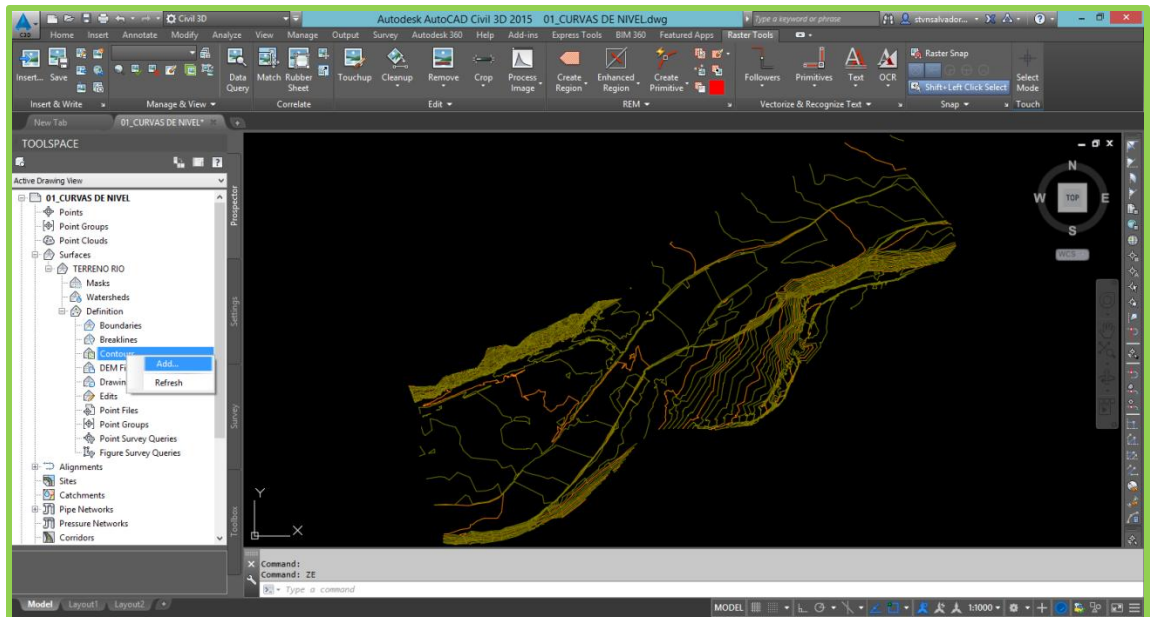 Civil 3D
Autodesk AutoCAD Civil 3D 2015 01_CURVAS DE NIVEL.dwg
Type a keyword or phrase
stvnsalvador...
C3D
Home Insert Annotate Modify Analyze View Manage Output Survey Autodesk 360 Help Add-ins Express Tools BIM 360 Featured Apps Raster Tools
Insert... Save
Data Query
Match
Rubber Sheet
Touchup Cleanup Remove Crop
Process Image
Create Region
Enhanced Region
Create Primitive
Followers Primitives Text OCR
Raster Snap
Shift+Left Click Select
Select Mode
Insert & Write Manage & View Correlate Edit REM Vectorize & Recognize Text Snap Touch
New Tab 01_CURVAS DE NIVEL*
TOOLSPACE
Active Drawing View
01_CURVAS DE NIVEL
Points
Point Groups
Point Clouds
Surfaces
TERRENO RIO
Masks
Watersheds
Definition
Boundaries
Breaklines
Contours
Add...
DEM Fi
Drawin
Refresh
Edits
Point Files
Point Groups
Point Survey Queries
Figure Survey Queries
Alignments
Sites
Catchments
Pipe Networks
Pressure Networks
Corridors
Prospector
Settings
Survey
Toolbox
N
W TOP E
S
WCS
Y
X
Command:
Command: ZE
Type a command
Model Layout1 Layout2
MODEL 1:1000